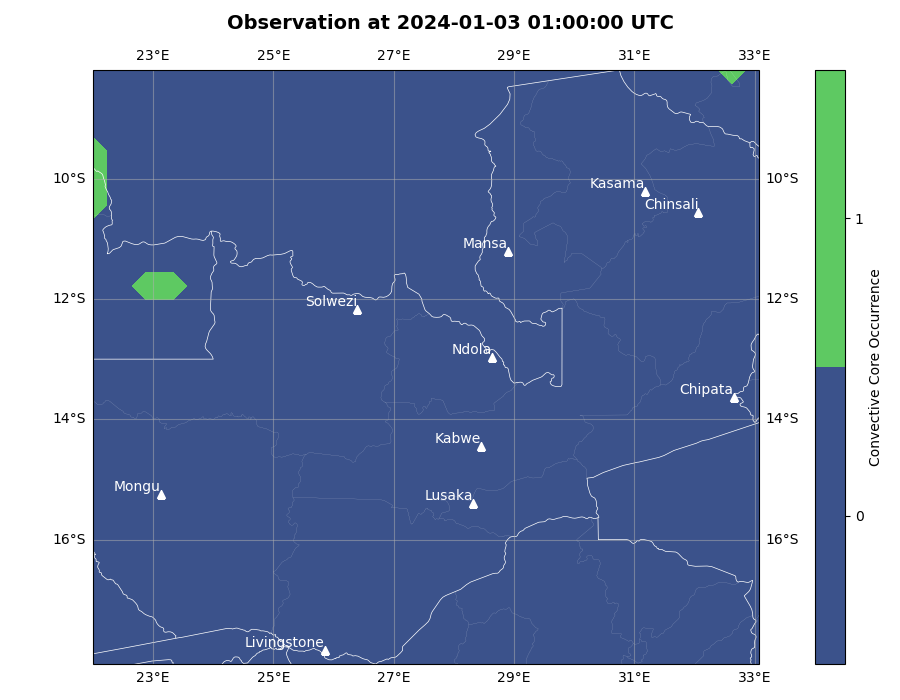 Observation at 2024-01-03 01:00:00 UTC
23°E 25°E 27°E 29°E 31°E 33°E
10°S 10°S
Kasama
Chinsali
1
Mansa
12°S 12°S
Solwezi
Ndola
Chipata
14°S 14°S
Kabwe
Mongu
Lusaka
0
16°S 16°S
Livingstone
23°E 25°E 27°E 29°E 31°E 33°E
Convective Core Occurrence